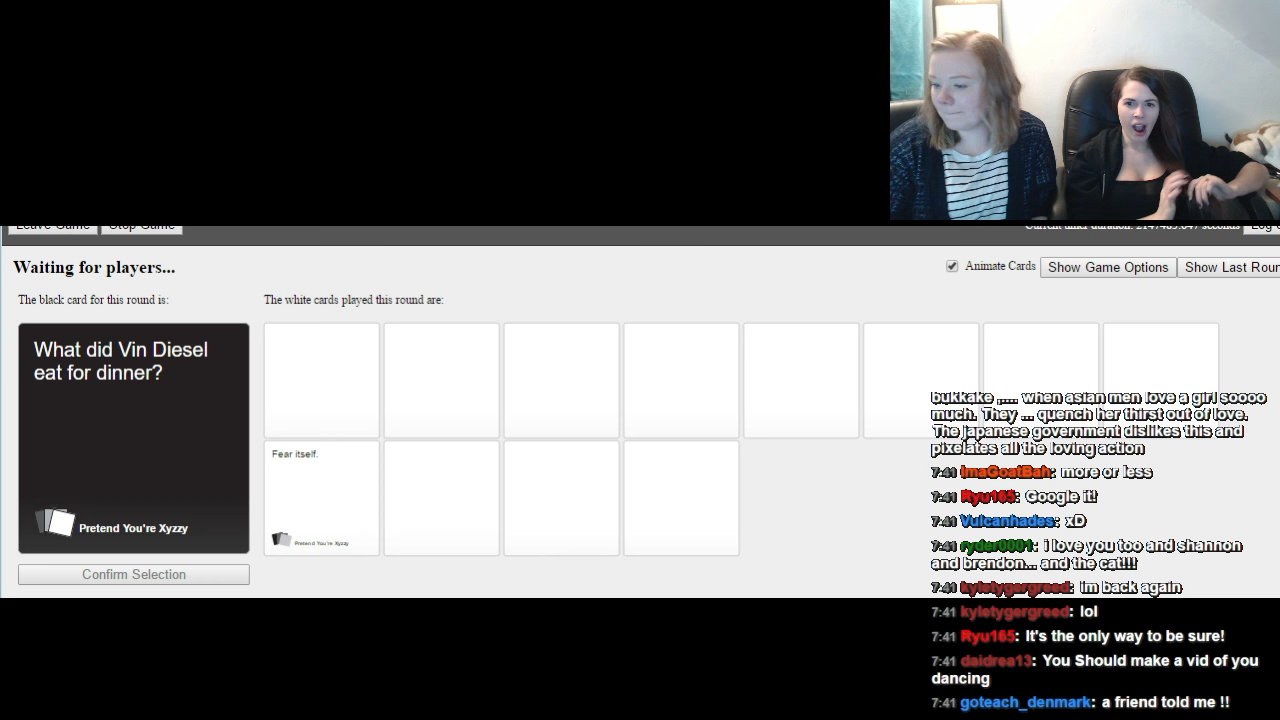 Leave Game Stop Game
Current timer duration: 2147483.647 seconds
Waiting for players...
Animate Cards Show Game Options Show Last Roun
The black card for this round is:
The white cards played this round are:
What did Vin Diesel
eat for dinner?
Pretend You're Xyzzy
Confirm Selection
Fear itself.
Pretend You're Xyzzy
bukkake ,.... when asian men love a girl soooo
much. They ... quench her thirst out of love.
The japanese government dislikes this and
pixelates all the loving action
7:41 ImaGoatBah: more or less
7:41 Ryu165: Google it!
7:41 Vulcanhades: xD
7:41 ryder0001: i love you too and shannon
and brendon... and the cat!!!
7:41 kyletygergreed: im back again
7:41 kyletygergreed: lol
7:41 Ryu165: It's the only way to be sure!
7:41 daidrea13: You Should make a vid of you
dancing
7:41 goteach_denmark: a friend told me !!